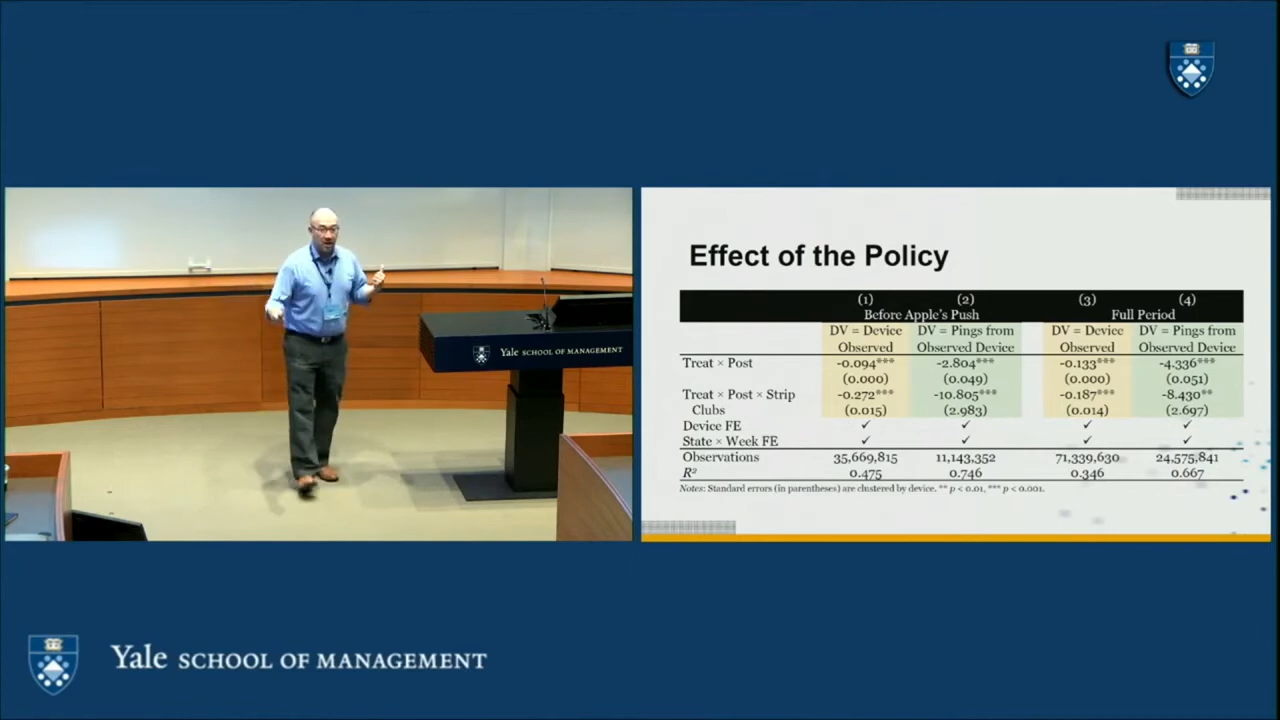 Yale SCHOOL OF MANAGEMENT
Effect of the Policy
(1) (2) (3) (4)
Before Apple's Push Full Period
DV = Device DV = Pings from DV = Device DV = Pings from
Observed Observed Device Observed Observed Device
Treat × Post -0.094*** -2.804*** -0.133*** -4.336***
(0.000) (0.049) (0.000) (0.051)
Treat × Post × Strip -0.272*** -10.805*** -0.187*** -8.430**
Clubs (0.015) (2.983) (0.014) (2.697)
Device FE ✓ ✓ ✓ ✓
State × Week FE ✓ ✓ ✓ ✓
Observations 35,669,815 11,143,352 71,339,630 24,575,841
R² 0.475 0.746 0.346 0.667
Notes: Standard errors (in parentheses) are clustered by device. ** p < 0.01, *** p < 0.001.
Yale SCHOOL OF MANAGEMENT